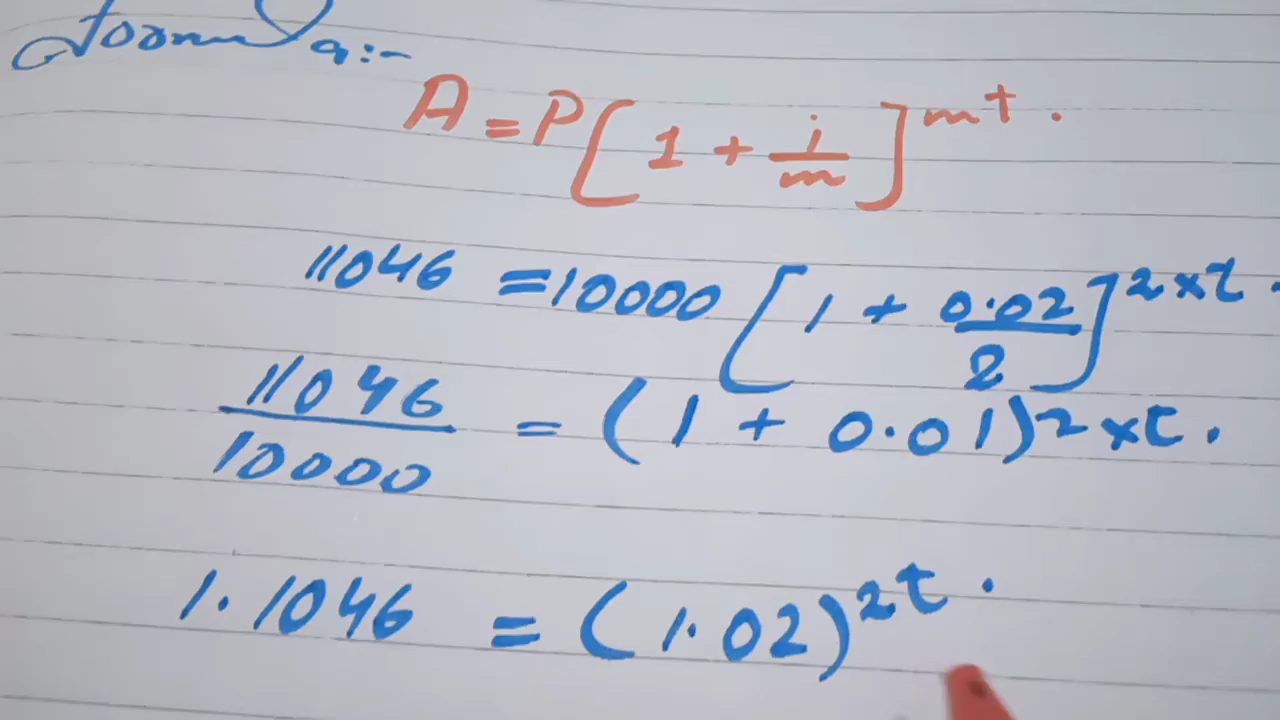 Formula:-
A = P[1 + i/m]^mt.
11046 = 10000[1 + 0.02/2]^2×t.
11046/10000 = (1 + 0.01)^2×t.
1.1046 = (1.02)^2t.